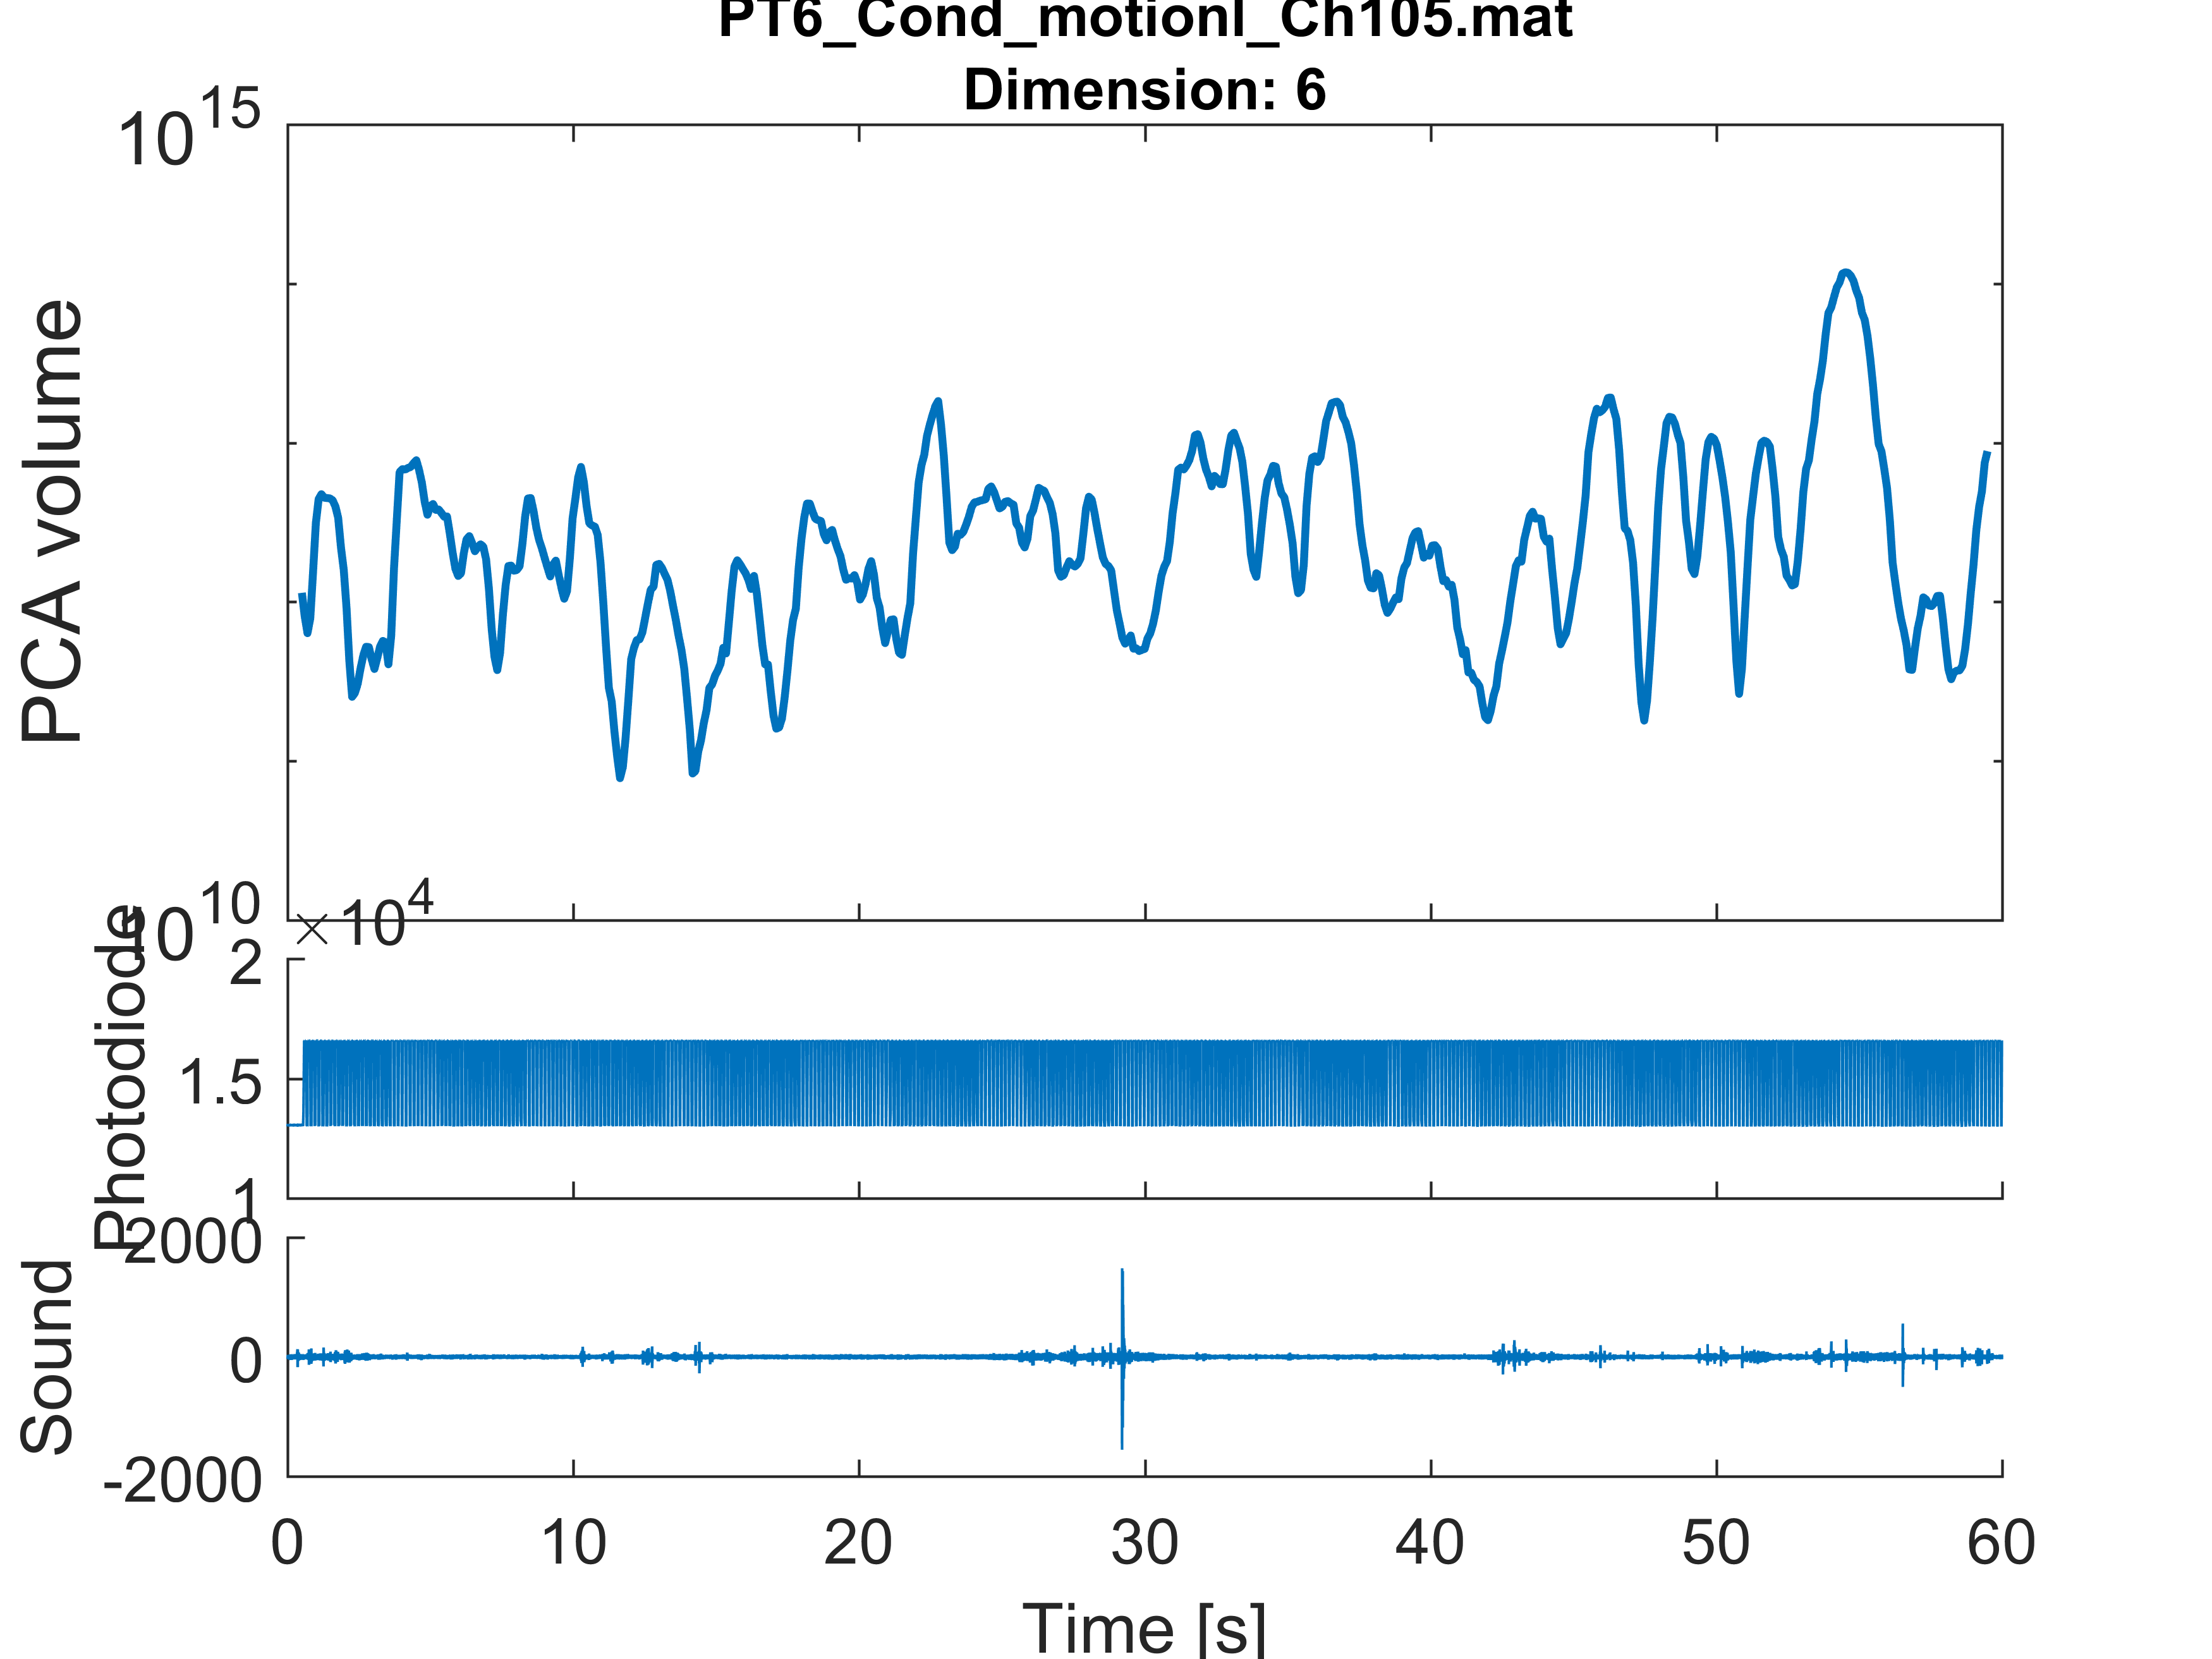 PT6_Cond_motionI_Ch105.mat
Dimension: 6
10^15
PCA volume
10^10
×10^4
2
Photodiode
1.5
1
2000
Sound
0
-2000
0 10 20 30 40 50 60
Time [s]